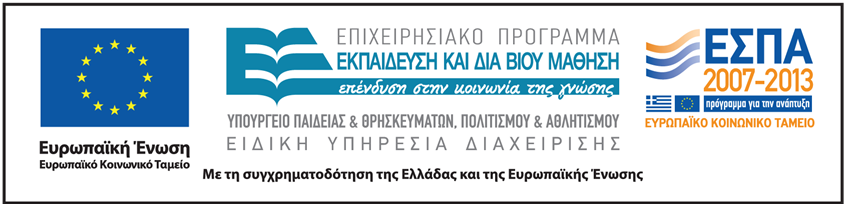 Ευρωπαϊκή Ένωση
Ευρωπαϊκό Κοινωνικό Ταμείο
ΕΠΙΧΕΙΡΗΣΙΑΚΟ ΠΡΟΓΡΑΜΜΑ
ΕΚΠΑΙΔΕΥΣΗ ΚΑΙ ΔΙΑ ΒΙΟΥ ΜΑΘΗΣΗ
επένδυση στην κοινωνία της γνώσης
ΥΠΟΥΡΓΕΙΟ ΠΑΙΔΕΙΑΣ & ΘΡΗΣΚΕΥΜΑΤΩΝ, ΠΟΛΙΤΙΣΜΟΥ & ΑΘΛΗΤΙΣΜΟΥ
ΕΙΔΙΚΗ ΥΠΗΡΕΣΙΑ ΔΙΑΧΕΙΡΙΣΗΣ
ΕΣΠΑ
2007-2013
πρόγραμμα για την ανάπτυξη
ΕΥΡΩΠΑΪΚΟ ΚΟΙΝΩΝΙΚΟ ΤΑΜΕΙΟ
Με τη συγχρηματοδότηση της Ελλάδας και της Ευρωπαϊκής Ένωσης